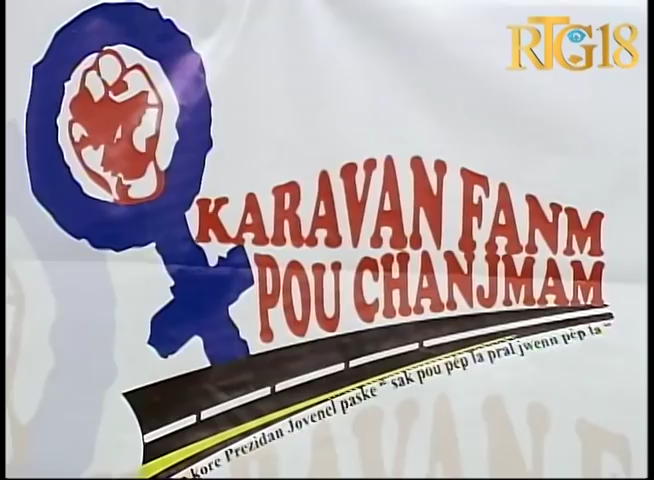 RTG18
KARAVAN FANM
POU CHANJMAM
kore Prezidan Jovenel paske " sak pou pèp la pral jwenn pèp la "